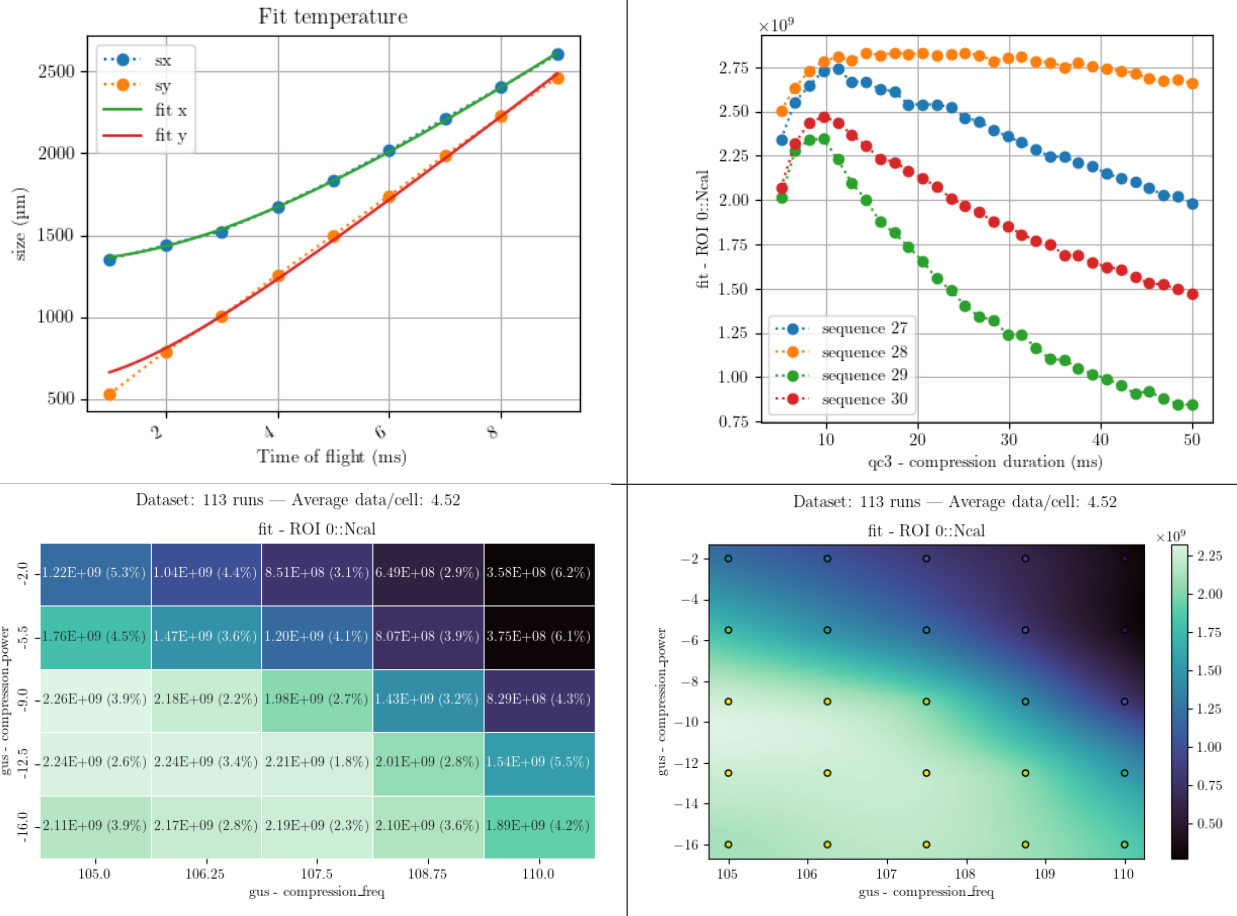 Fit temperature
sx
sy
fit x
fit y
2500
2000
1500
1000
500
size (µm)
2 4 6 8
Time of flight (ms)
×10⁹
2.75
2.50
2.25
2.00
1.75
1.50
1.25
1.00
0.75
fit - ROI 0::Ncal
sequence 27
sequence 28
sequence 29
sequence 30
10 20 30 40 50
qc3 - compression duration (ms)
Dataset: 113 runs — Average data/cell: 4.52
fit - ROI 0::Ncal
gus - compression_power
-2.0 1.22E+09 (5.3%) 1.04E+09 (4.4%) 8.51E+08 (3.1%) 6.49E+08 (2.9%) 3.58E+08 (6.2%)
-5.5 1.76E+09 (4.5%) 1.47E+09 (3.6%) 1.20E+09 (4.1%) 8.07E+08 (3.9%) 3.75E+08 (6.1%)
-9.0 2.26E+09 (3.9%) 2.18E+09 (2.2%) 1.98E+09 (2.7%) 1.43E+09 (3.2%) 8.29E+08 (4.3%)
-12.5 2.24E+09 (2.6%) 2.24E+09 (3.4%) 2.21E+09 (1.8%) 2.01E+09 (2.8%) 1.54E+09 (5.5%)
-16.0 2.11E+09 (3.9%) 2.17E+09 (2.8%) 2.19E+09 (2.3%) 2.10E+09 (3.6%) 1.89E+09 (4.2%)
105.0 106.25 107.5 108.75 110.0
gus - compression_freq
Dataset: 113 runs — Average data/cell: 4.52
fit - ROI 0::Ncal
×10⁹
−2
−4
−6
−8
−10
−12
−14
−16
gus - compression_power
105 106 107 108 109 110
gus - compression_freq
2.25
2.00
1.75
1.50
1.25
1.00
0.75
0.50